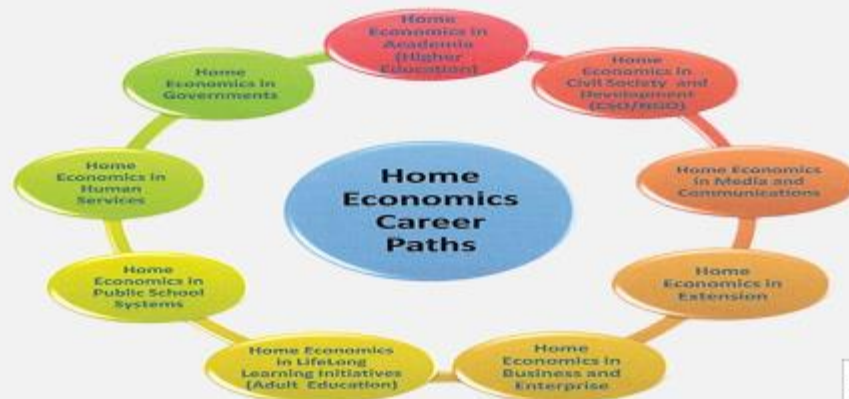 Home
Economics in
Academia
(Higher
Education)
Home
Economics in
Civil Society and
Development
(CSO/NGO)
Home Economics
in Media and
Communications
Home
Economics in
Extension
Home
Economics in
Business and
Enterprise
Home Economics
in LifeLong
Learning Initiatives
(Adult Education)
Home
Economics in
Public School
Systems
Home
Economics in
Human
Services
Home
Economics in
Governments
Home
Economics
Career
Paths